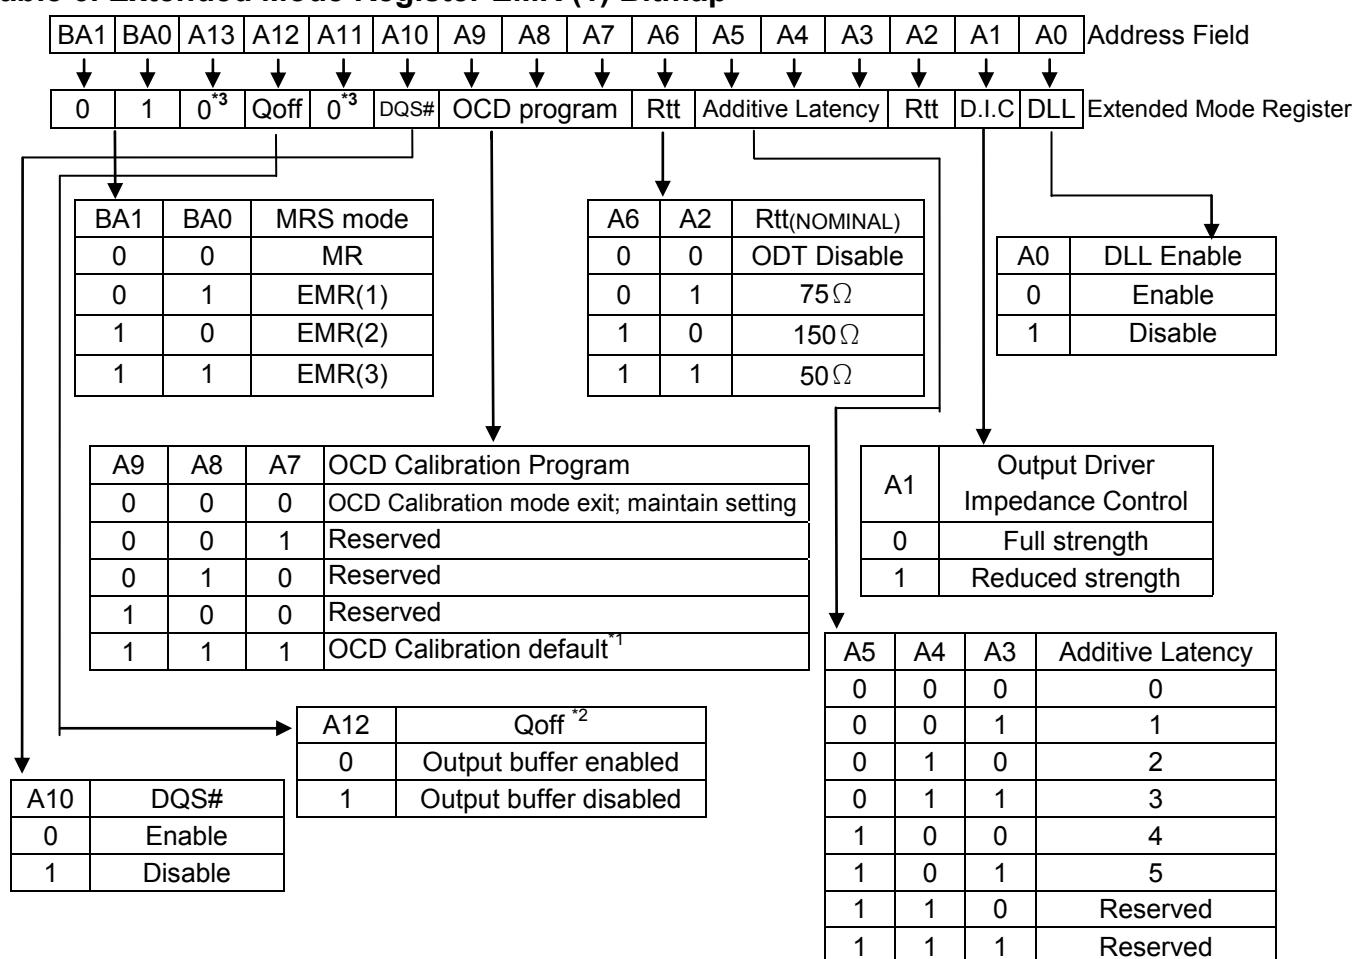 able 6. Extended Mode Register EMR (1) Bitmap
BA1 BA0 A13 A12 A11 A10 A9 A8 A7 A6 A5 A4 A3 A2 A1 A0 Address Field
0 1 0*3 Qoff 0*3 DQS# OCD program Rtt Additive Latency Rtt D.I.C DLL Extended Mode Register
BA1 BA0 MRS mode
0 0 MR
0 1 EMR(1)
1 0 EMR(2)
1 1 EMR(3)
A6 A2 Rtt(NOMINAL)
0 0 ODT Disable
0 1 75Ω
1 0 150Ω
1 1 50Ω
A0 DLL Enable
0 Enable
1 Disable
A9 A8 A7 OCD Calibration Program
0 0 0 OCD Calibration mode exit; maintain setting
0 0 1 Reserved
0 1 0 Reserved
1 0 0 Reserved
1 1 1 OCD Calibration default*1
A1 Output Driver
Impedance Control
0 Full strength
1 Reduced strength
A12 Qoff *2
0 Output buffer enabled
1 Output buffer disabled
A10 DQS#
0 Enable
1 Disable
A5 A4 A3 Additive Latency
0 0 0 0
0 0 1 1
0 1 0 2
0 1 1 3
1 0 0 4
1 0 1 5
1 1 0 Reserved
1 1 1 Reserved